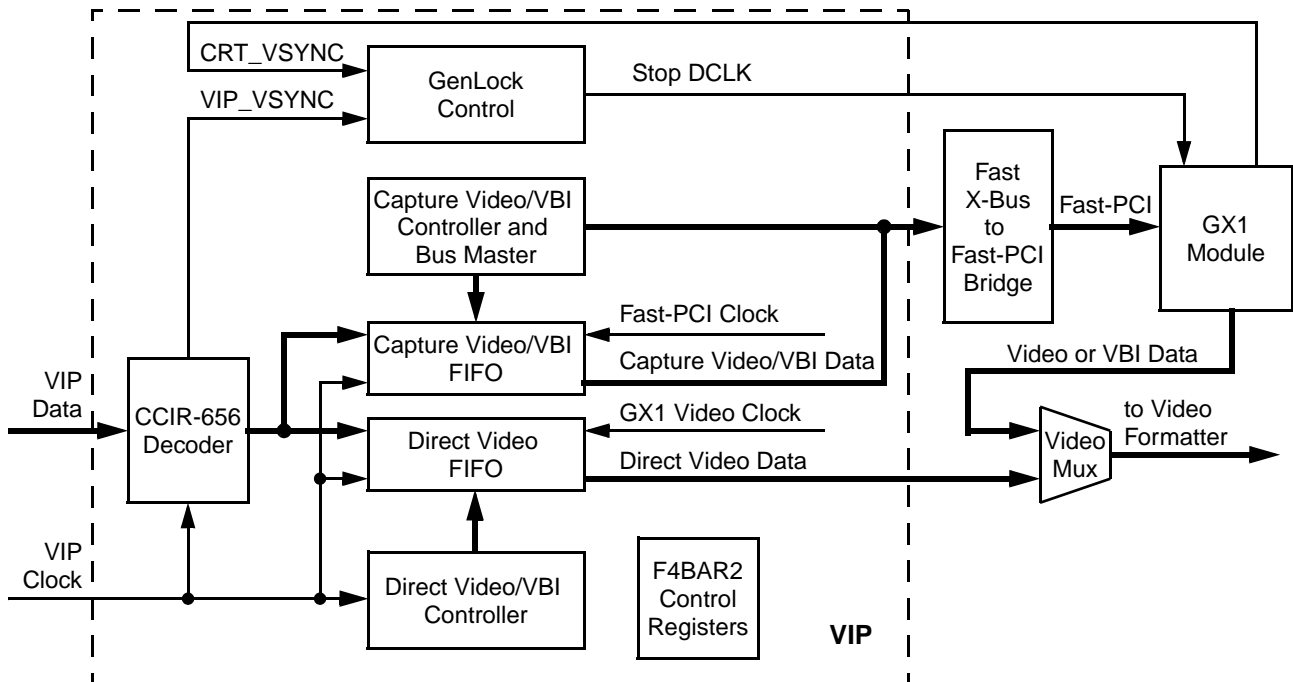 CRT_VSYNC
VIP_VSYNC
GenLock
Control
Stop DCLK
Capture Video/VBI
Controller and
Bus Master
Fast
X-Bus
to
Fast-PCI
Bridge
Fast-PCI
GX1
Module
Fast-PCI Clock
Capture Video/VBI
FIFO
Capture Video/VBI Data
Video or VBI Data
VIP
Data
CCIR-656
Decoder
GX1 Video Clock
Direct Video
FIFO
Direct Video Data
Video
Mux
to Video
Formatter
VIP
Clock
Direct Video/VBI
Controller
F4BAR2
Control
Registers
VIP